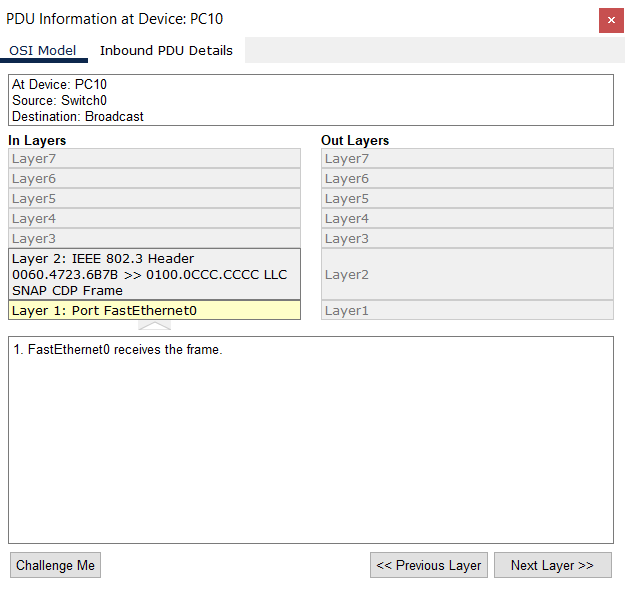 PDU Information at Device: PC10
×
OSI Model
Inbound PDU Details
At Device: PC10
Source: Switch0
Destination: Broadcast
In Layers
Layer7
Layer6
Layer5
Layer4
Layer3
Layer 2: IEEE 802.3 Header
0060.4723.6B7B >> 0100.0CCC.CCCC LLC
SNAP CDP Frame
Layer 1: Port FastEthernet0
Out Layers
Layer7
Layer6
Layer5
Layer4
Layer3
Layer2
Layer1
1. FastEthernet0 receives the frame.
Challenge Me
<< Previous Layer
Next Layer >>